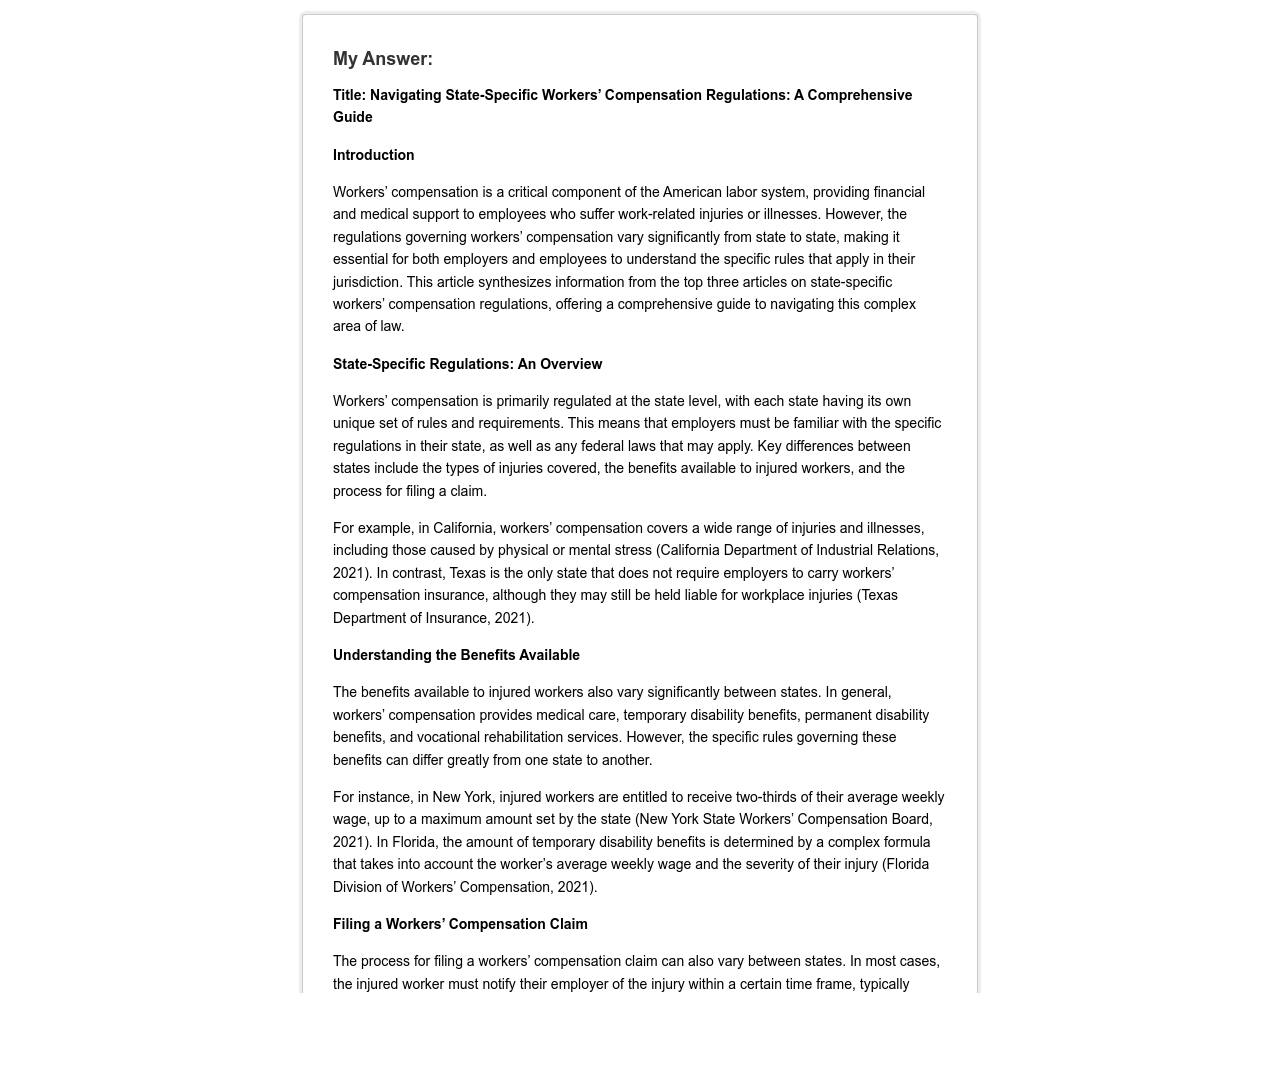 My Answer:
Title: Navigating State-Specific Workers’ Compensation Regulations: A Comprehensive
Guide
Introduction
Workers’ compensation is a critical component of the American labor system, providing financial
and medical support to employees who suffer work-related injuries or illnesses. However, the
regulations governing workers’ compensation vary significantly from state to state, making it
essential for both employers and employees to understand the specific rules that apply in their
jurisdiction. This article synthesizes information from the top three articles on state-specific
workers’ compensation regulations, offering a comprehensive guide to navigating this complex
area of law.
State-Specific Regulations: An Overview
Workers’ compensation is primarily regulated at the state level, with each state having its own
unique set of rules and requirements. This means that employers must be familiar with the specific
regulations in their state, as well as any federal laws that may apply. Key differences between
states include the types of injuries covered, the benefits available to injured workers, and the
process for filing a claim.
For example, in California, workers’ compensation covers a wide range of injuries and illnesses,
including those caused by physical or mental stress (California Department of Industrial Relations,
2021). In contrast, Texas is the only state that does not require employers to carry workers’
compensation insurance, although they may still be held liable for workplace injuries (Texas
Department of Insurance, 2021).
Understanding the Benefits Available
The benefits available to injured workers also vary significantly between states. In general,
workers’ compensation provides medical care, temporary disability benefits, permanent disability
benefits, and vocational rehabilitation services. However, the specific rules governing these
benefits can differ greatly from one state to another.
For instance, in New York, injured workers are entitled to receive two-thirds of their average weekly
wage, up to a maximum amount set by the state (New York State Workers’ Compensation Board,
2021). In Florida, the amount of temporary disability benefits is determined by a complex formula
that takes into account the worker’s average weekly wage and the severity of their injury (Florida
Division of Workers’ Compensation, 2021).
Filing a Workers’ Compensation Claim
The process for filing a workers’ compensation claim can also vary between states. In most cases,
the injured worker must notify their employer of the injury within a certain time frame, typically